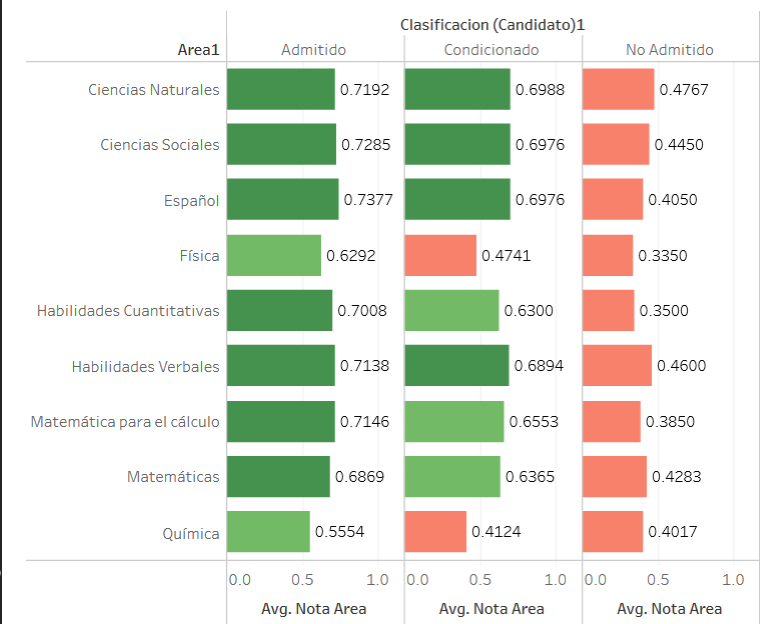 Clasificacion (Candidato)1
Area1 Admitido Condicionado No Admitido
Ciencias Naturales 0.7192 0.6988 0.4767
Ciencias Sociales 0.7285 0.6976 0.4450
Español 0.7377 0.6976 0.4050
Física 0.6292 0.4741 0.3350
Habilidades Cuantitativas 0.7008 0.6300 0.3500
Habilidades Verbales 0.7138 0.6894 0.4600
Matemática para el cálculo 0.7146 0.6553 0.3850
Matemáticas 0.6869 0.6365 0.4283
Química 0.5554 0.4124 0.4017
0.0 0.5 1.0 0.0 0.5 1.0 0.0 0.5 1.0
Avg. Nota Area Avg. Nota Area Avg. Nota Area